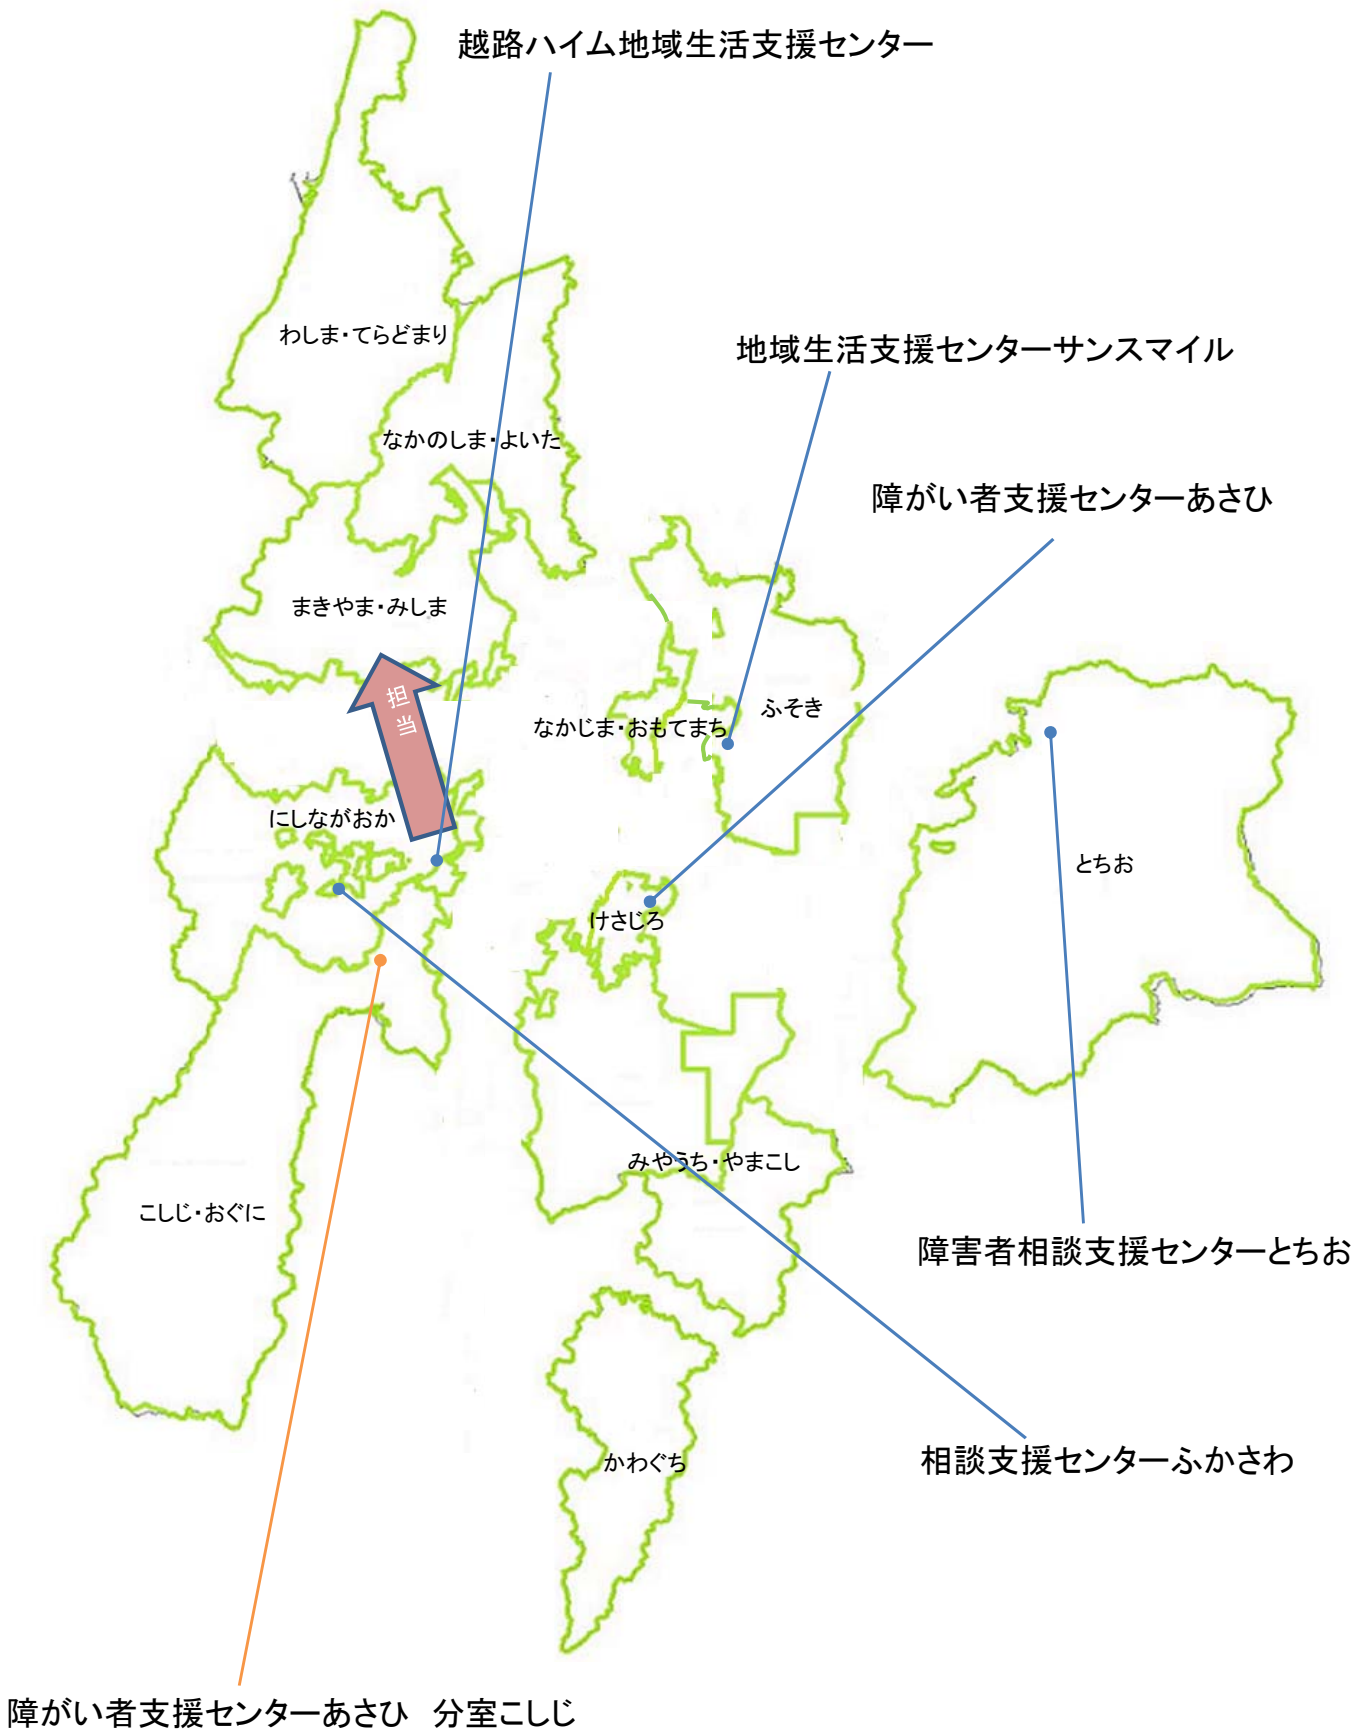 越路ハイム地域生活支援センター
わしま・てらどまり
地域生活支援センターサンスマイル
なかのしま・よいた
障がい者支援センターあさひ
まきやま・みしま
担
当
ふそき
なかじま・おもてまち
にしながおか
とちお
けさじろ
みやうち・やまこし
こしじ・おぐに
障害者相談支援センターとちお
かわぐち
相談支援センターふかさわ
障がい者支援センターあさひ　分室こしじ